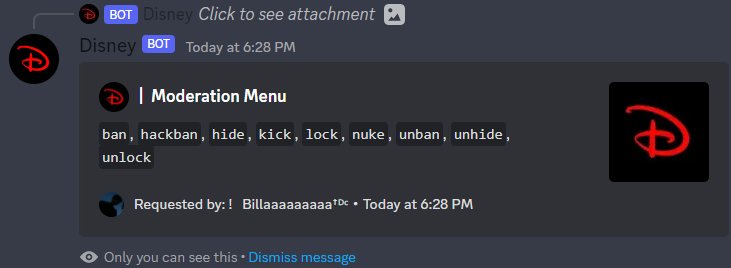 BOT Disney Click to see attachment
Disney BOT Today at 6:28 PM
| Moderation Menu
ban, hackban, hide, kick, lock, nuke, unban, unhide,
unlock
Requested by: ! Billaaaaaaaaa†ᴰᶜ • Today at 6:28 PM
Only you can see this • Dismiss message